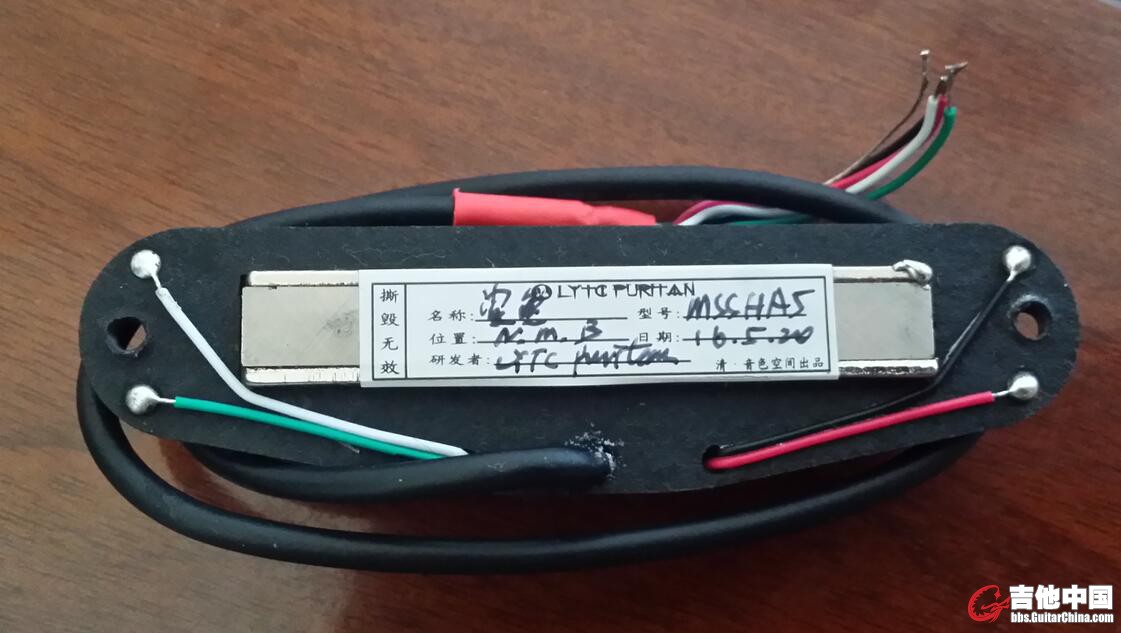 撕毁无效
LYTC PURITAN
名称: 型号: MSSHA5
位置: N.M.B 日期: 16.5.20
研发者: LYTC puritan
清·音色空间出品
吉他中国
bbs.GuitarChina.com